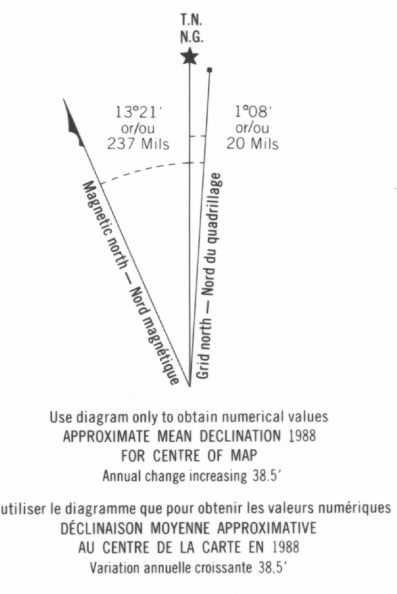 T.N.
N.G.
13°21'
or/ou
237 Mils
1°08'
or/ou
20 Mils
Magnetic north — Nord magnétique
Grid north — Nord du quadrillage
Use diagram only to obtain numerical values
APPROXIMATE MEAN DECLINATION 1988
FOR CENTRE OF MAP
Annual change increasing 38.5'
utiliser le diagramme que pour obtenir les valeurs numériques
DÉCLINAISON MOYENNE APPROXIMATIVE
AU CENTRE DE LA CARTE EN 1988
Variation annuelle croissante 38.5'